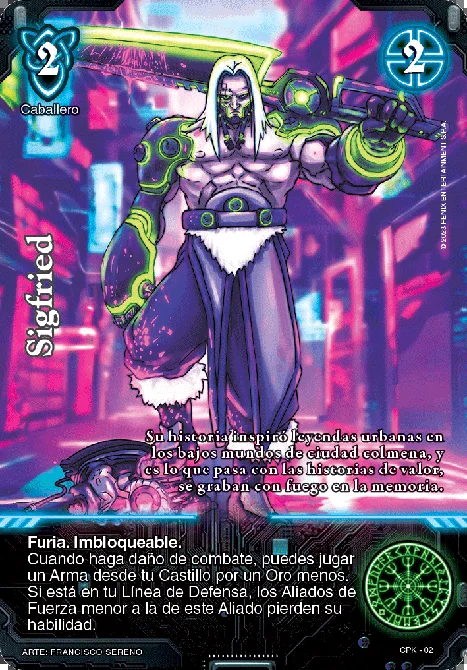 2
2
Caballero
© 2023 FENIX ENTERTAINMENT S.P.A.
Sigfried
Su historia inspiró leyendas urbanas en
los bajos mundos de ciudad colmena, y
es lo que pasa con las historias de valor,
se graban con fuego en la memoria.
Furia. Imbloqueable.
Cuando haga daño de combate, puedes jugar
un Arma desde tu Castillo por un Oro menos.
Si está en tu Línea de Defensa, los Aliados de
Fuerza menor a la de este Aliado pierden su
habilidad.
ARTE: FRANCISCO SERENO
CPK - 02